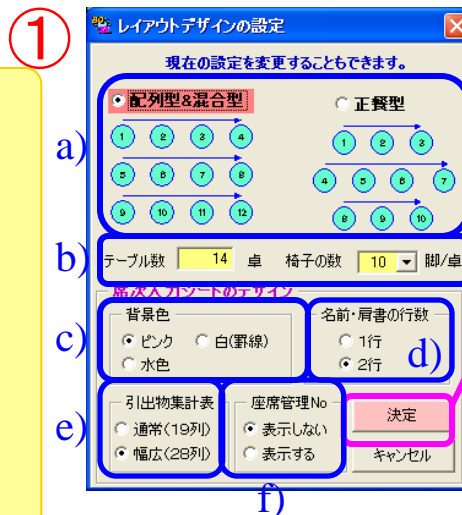 ①
レイアウトデザインの設定
現在の設定を変更することもできます。
a)
配列型&混合型
正餐型
1 2 3 4
5 6 7 8
9 10 11 12
1 2 3
4 5 6 7
8 9 10
b)
テーブル数 14 卓 椅子の数 10 脚/卓
席次入力シートのデザイン
c)
背景色
ピンク 白(罫線)
水色
名前・肩書の行数
1行
2行
d)
e)
引出物集計表
通常(19列)
幅広(28列)
座席管理No
表示しない
表示する
f)
決定
キャンセル